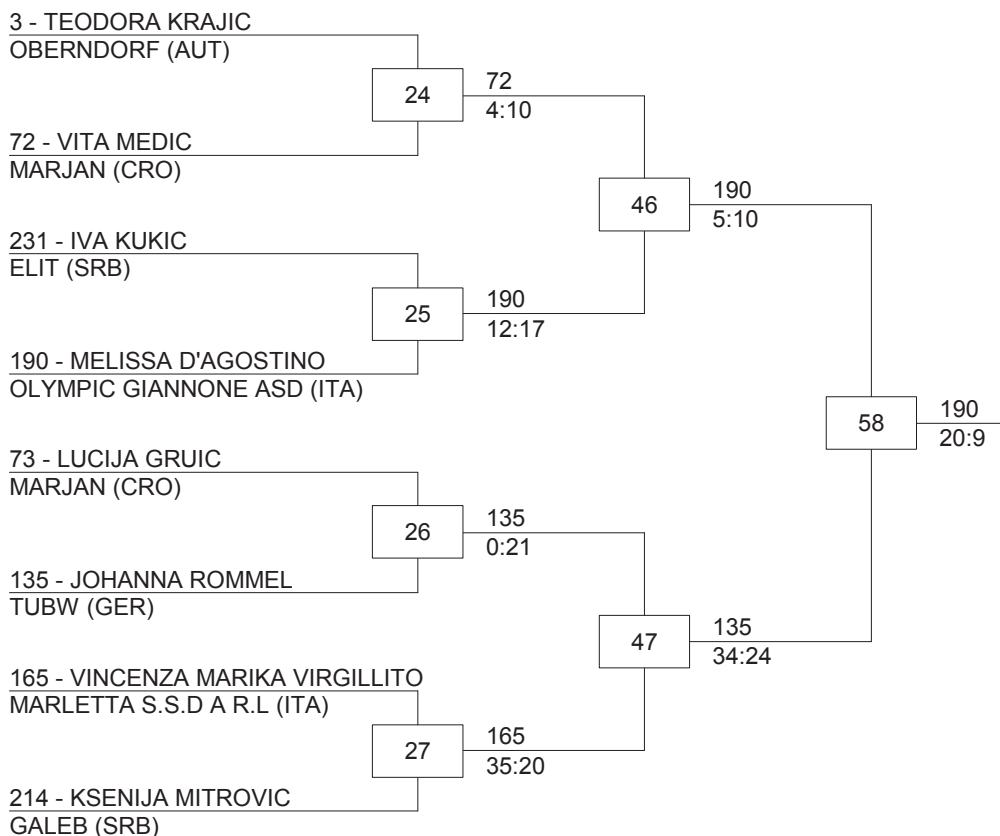 3 - TEODORA KRAJIC
OBERNDORF (AUT)
24
72
4:10
72 - VITA MEDIC
MARJAN (CRO)
46
190
5:10
231 - IVA KUKIC
ELIT (SRB)
25
190
12:17
190 - MELISSA D'AGOSTINO
OLYMPIC GIANNONE ASD (ITA)
58
190
20:9
73 - LUCIJA GRUIC
MARJAN (CRO)
26
135
0:21
135 - JOHANNA ROMMEL
TUBW (GER)
47
135
34:24
165 - VINCENZA MARIKA VIRGILLITO
MARLETTA S.S.D A R.L (ITA)
27
165
35:20
214 - KSENIJA MITROVIC
GALEB (SRB)